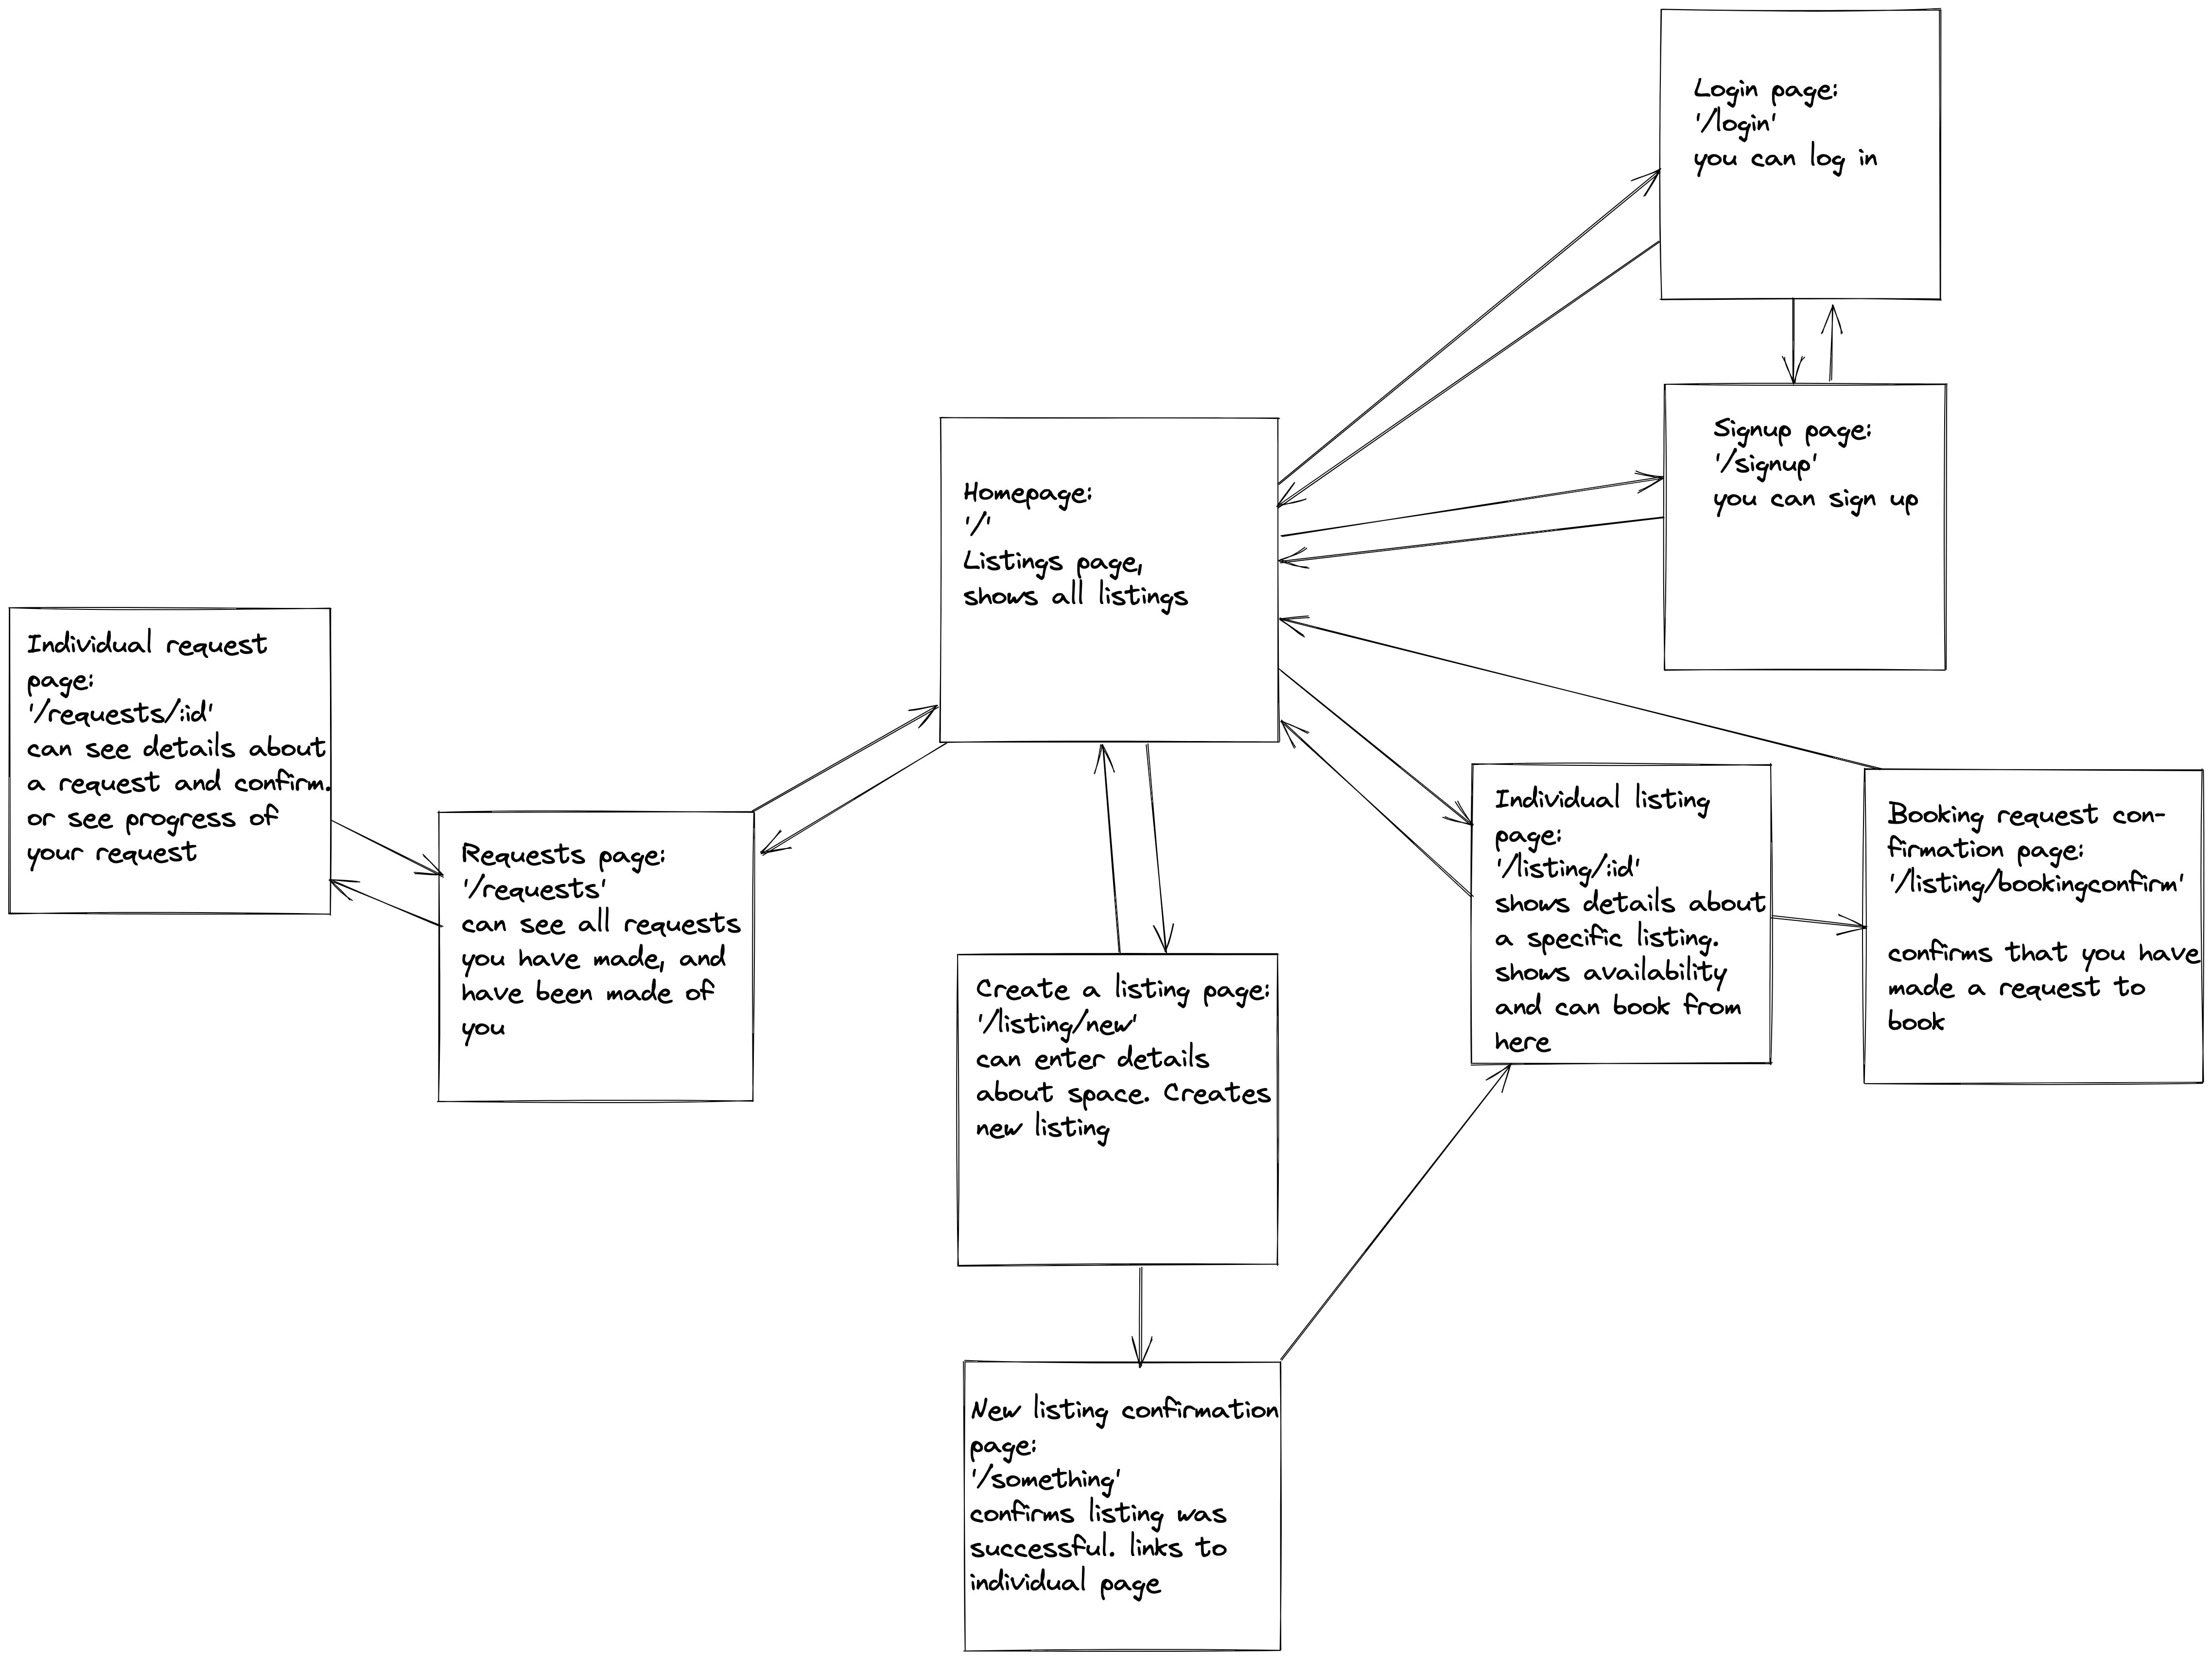 Login page:
'/login'
you can log in
Signup page:
'/signup'
you can sign up
Homepage:
'/'
Listings page,
shows all listings
Individual request
page:
'/requests/:id'
can see details about
a request and confirm.
or see progress of
your request
Requests page:
'/requests'
can see all requests
you have made, and
have been made of
you
Create a listing page:
'/listing/new'
can enter details
about space. Creates
new listing
Individual listing
page:
'/listing/:id'
shows details about
a specific listing.
shows availability
and can book from
here
Booking request con-
firmation page:
'/listing/bookingconfirm'
confirms that you have
made a request to
book
New listing confirmation
page:
'/something'
confirms listing was
successful. links to
individual page